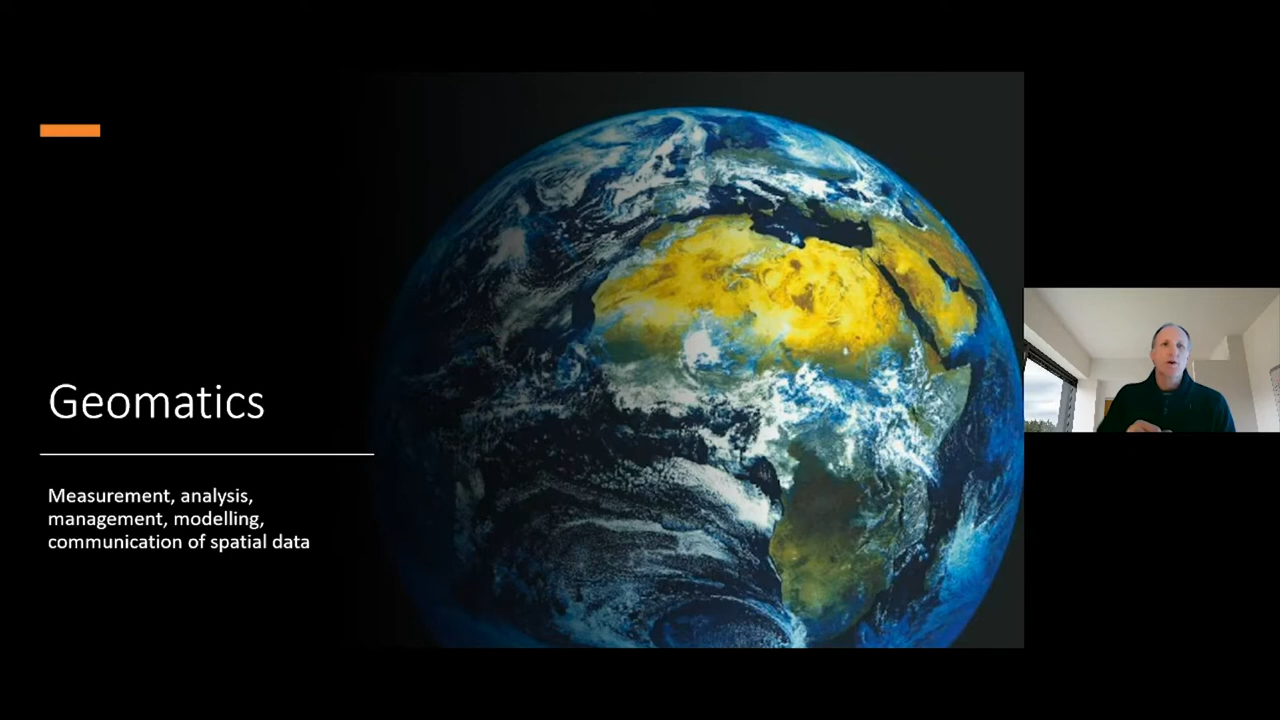 Geomatics
Measurement, analysis,
management, modelling,
communication of spatial data